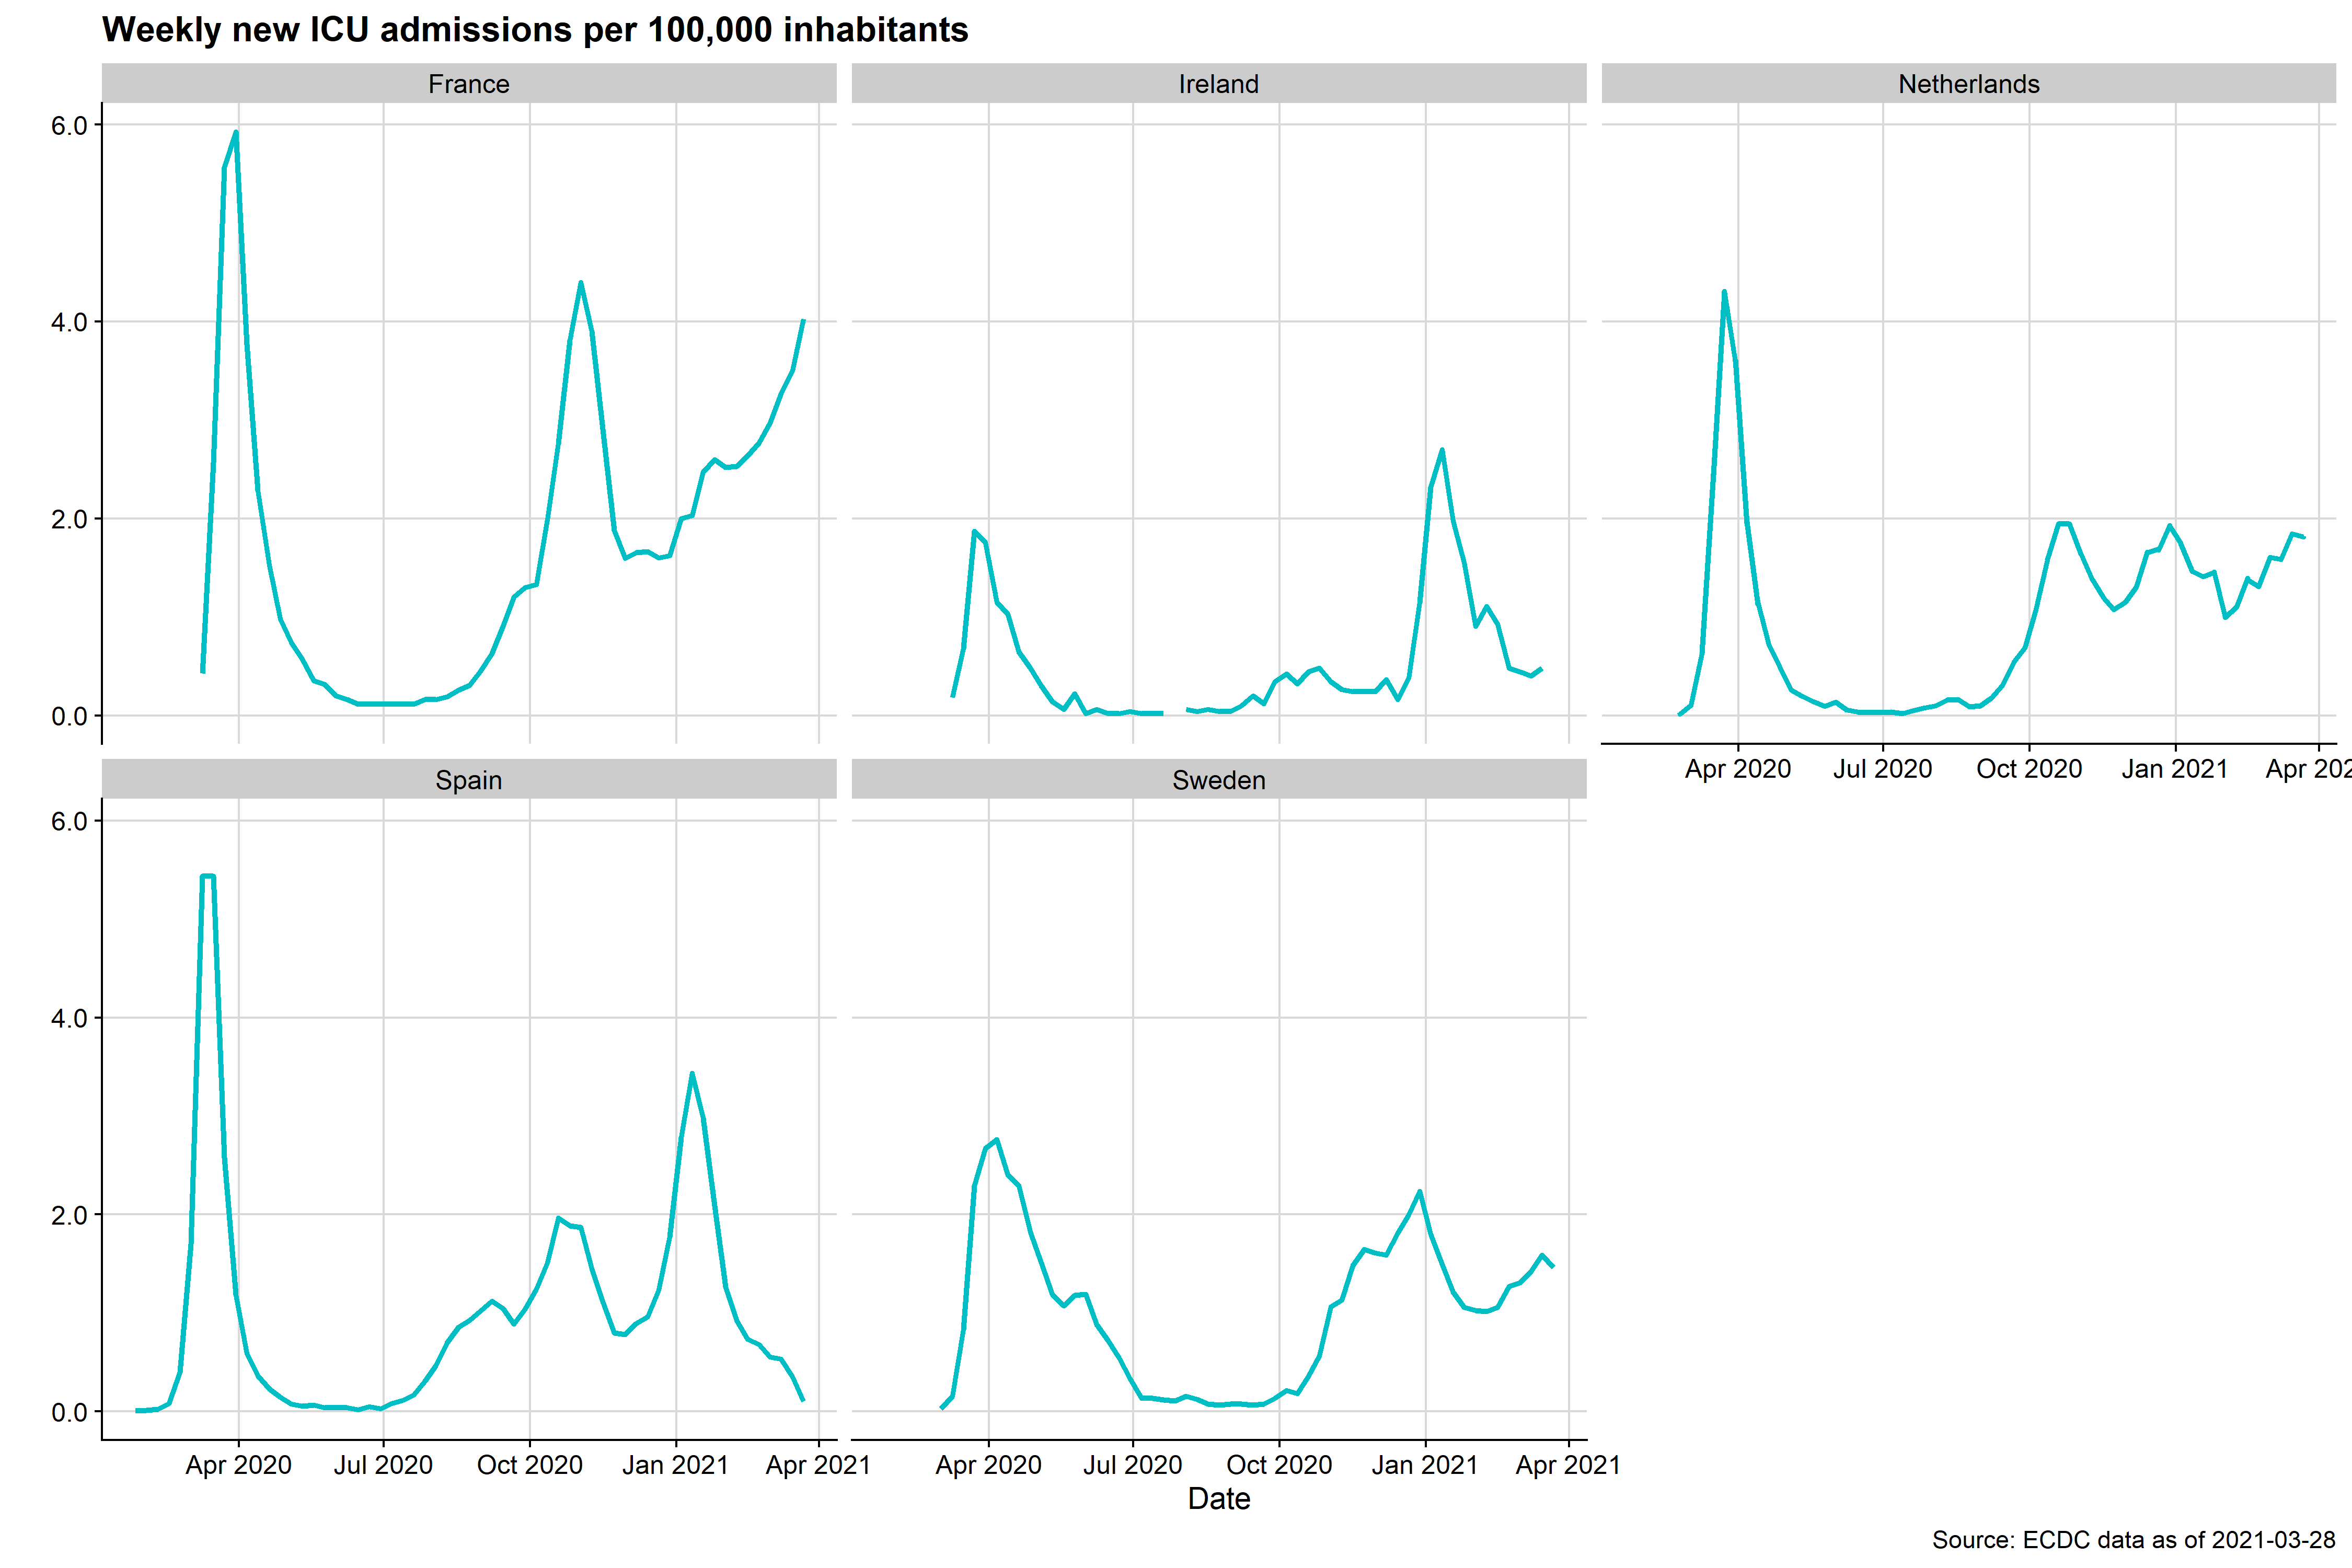 Weekly new ICU admissions per 100,000 inhabitants
France
Ireland
Netherlands
6.0
4.0
2.0
0.0
Apr 2020 Jul 2020 Oct 2020 Jan 2021 Apr 202
Spain
Sweden
6.0
4.0
2.0
0.0
Apr 2020 Jul 2020 Oct 2020 Jan 2021 Apr 2021
Apr 2020 Jul 2020 Oct 2020 Jan 2021 Apr 2021
Date
Source: ECDC data as of 2021-03-28